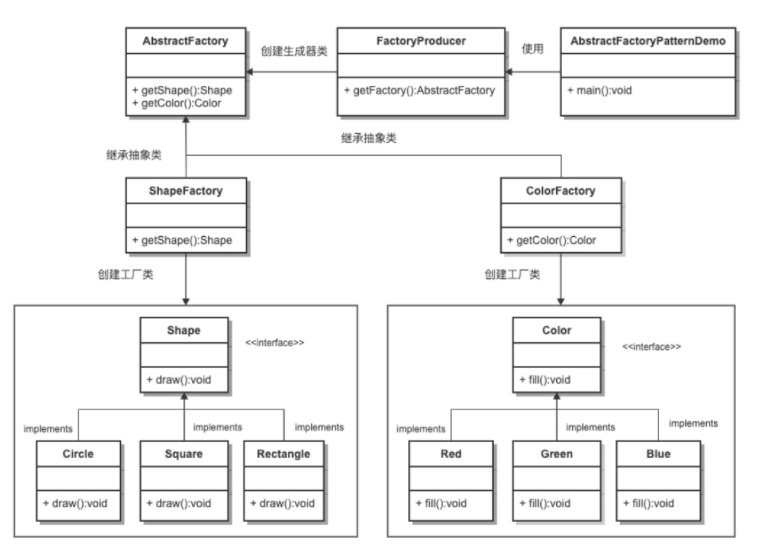 AbstractFactory
+ getShape():Shape
+ getColor():Color
创建生成器类
FactoryProducer
+ getFactory():AbstractFactory
使用
AbstractFactoryPatternDemo
+ main():void
继承抽象类
继承抽象类
ShapeFactory
+ getShape():Shape
ColorFactory
+ getColor():Color
创建工厂类
创建工厂类
Shape
+ draw():void
<<interface>>
implements
implements
implements
Circle
+ draw():void
Square
+ draw():void
Rectangle
+ draw():void
Color
+ fill():void
<<interface>>
implements
implements
implements
Red
+ fill():void
Green
+ fill():void
Blue
+ fill():void